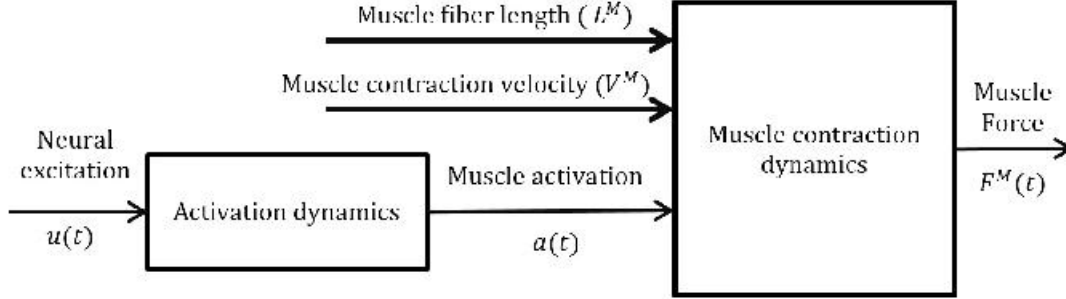 Muscle fiber length (L^M)
Muscle contraction velocity (V^M)
Neural
excitation
u(t)
Activation dynamics
Muscle activation
a(t)
Muscle contraction
dynamics
Muscle
Force
F^M(t)